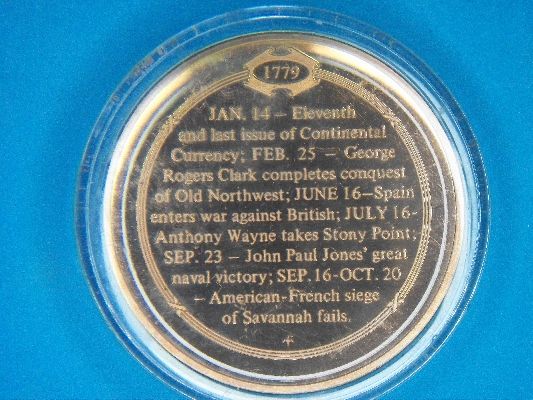 1779
JAN. 14 – Eleventh
and last issue of Continental
Currency; FEB. 25 – George
Rogers Clark completes conquest
of Old Northwest; JUNE 16–Spain
enters war against British; JULY 16-
Anthony Wayne takes Stony Point;
SEP. 23 – John Paul Jones' great
naval victory; SEP. 16-OCT. 20
– American-French siege
of Savannah fails.